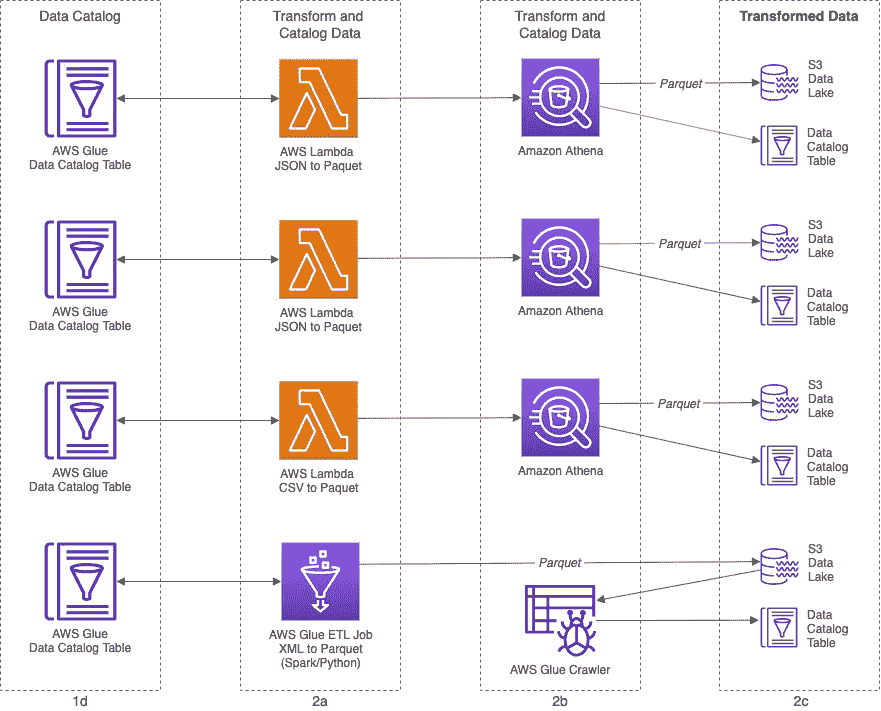 Data Catalog
Transform and
Catalog Data
Transform and
Catalog Data
Transformed Data
AWS Glue
Data Catalog Table
AWS Lambda
JSON to Paquet
Amazon Athena
Parquet
S3
Data
Lake
Data
Catalog
Table
AWS Glue
Data Catalog Table
AWS Lambda
JSON to Paquet
Amazon Athena
Parquet
S3
Data
Lake
Data
Catalog
Table
AWS Glue
Data Catalog Table
AWS Lambda
CSV to Paquet
Amazon Athena
Parquet
S3
Data
Lake
Data
Catalog
Table
AWS Glue
Data Catalog Table
AWS Glue ETL Job
XML to Parquet
(Spark/Python)
Parquet
AWS Glue Crawler
S3
Data
Lake
Data
Catalog
Table
1d
2a
2b
2c